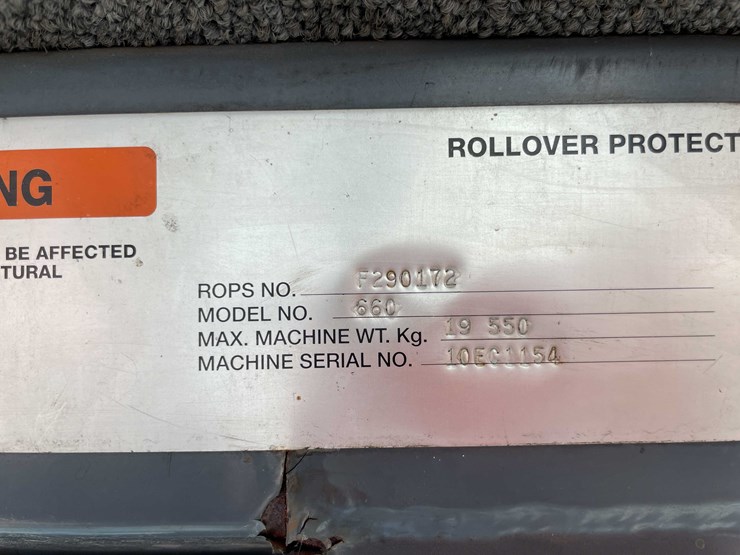 ROLLOVER PROTECT
NG
BE AFFECTED
TURAL
ROPS NO. F290172
MODEL NO. 660
MAX. MACHINE WT. Kg. 19 550
MACHINE SERIAL NO. 10EC1154